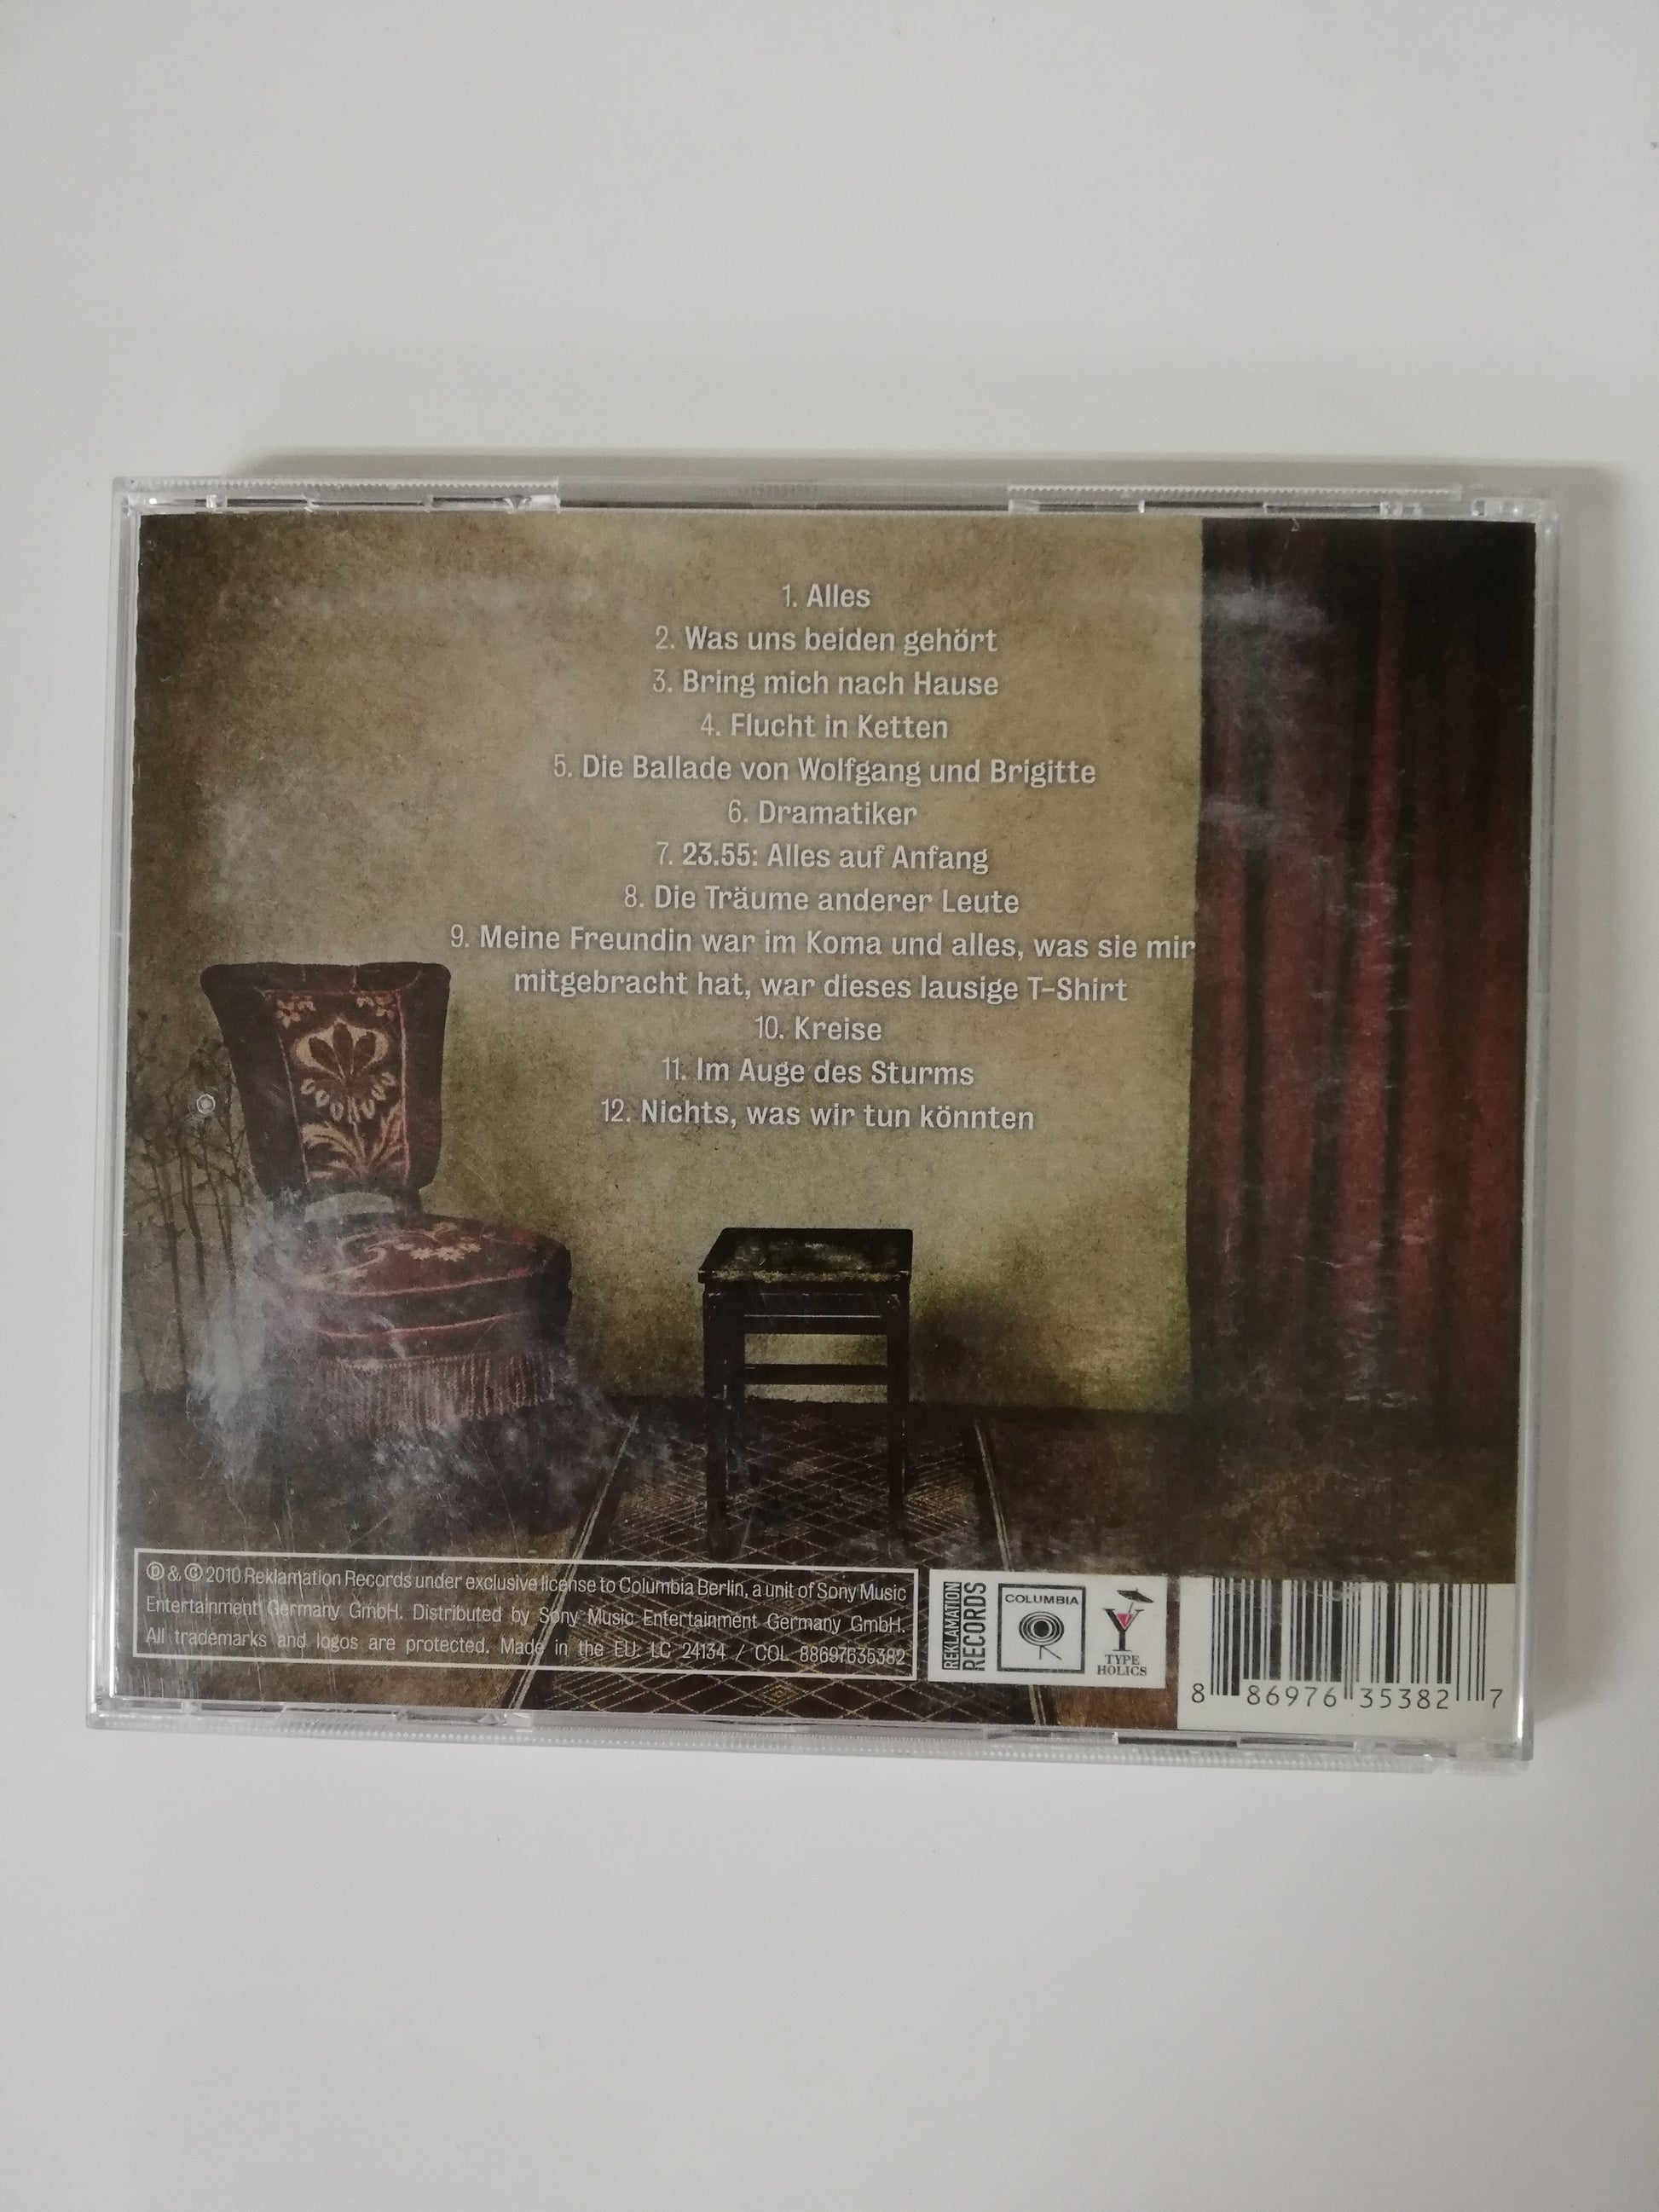 1. Alles
2. Was uns beiden gehört
3. Bring mich nach Hause
4. Flucht in Ketten
5. Die Ballade von Wolfgang und Brigitte
6. Dramatiker
7. 23.55: Alles auf Anfang
8. Die Träume anderer Leute
9. Meine Freundin war im Koma und alles, was sie mir
mitgebracht hat, war dieses lausige T-Shirt
10. Kreise
11. Im Auge des Sturms
12. Nichts, was wir tun könnten
℗ & © 2010 Reklamation Records under exclusive license to Columbia Berlin, a unit of Sony Music
Entertainment Germany GmbH. Distributed by Sony Music Entertainment Germany GmbH.
All trademarks and logos are protected. Made in the EU. LC 24134 / COL 88697635382
REKLAMATION
RECORDS
COLUMBIA
TYPE
HOLICS
8 86976 35382 7